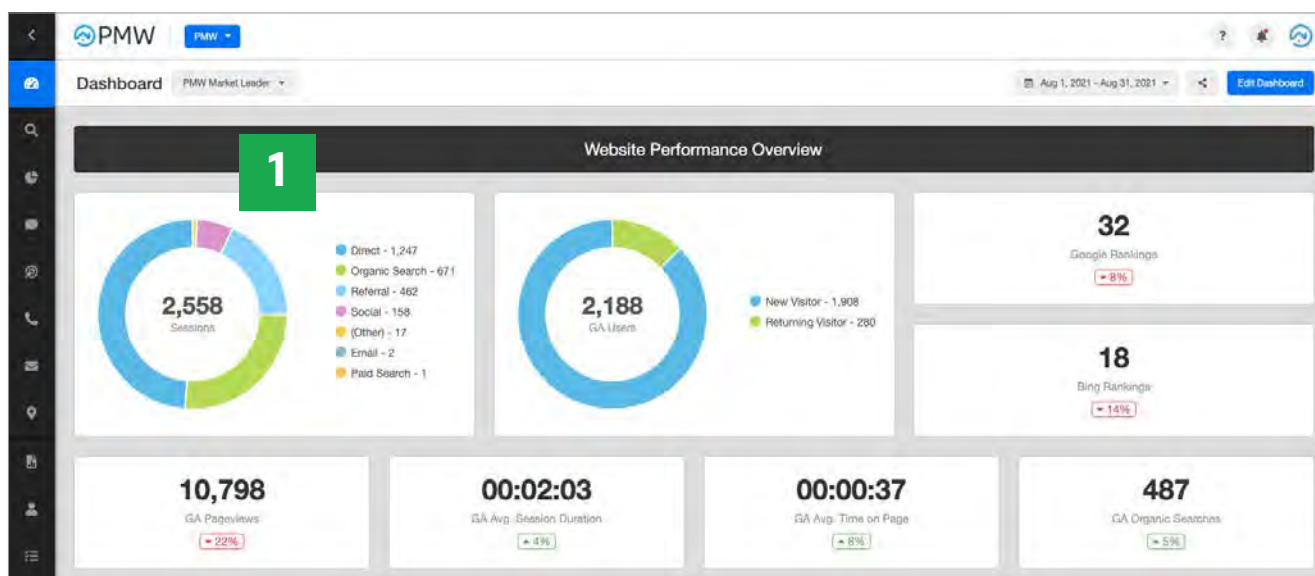 PMW
PMW
?
Dashboard
PMW Market Leader
Aug 1, 2021 - Aug 31, 2021
Edit Dashboard
1
Website Performance Overview
2,558
Sessions
Direct - 1,247
Organic Search - 671
Referral - 462
Social - 158
(Other) - 17
Email - 2
Paid Search - 1
2,188
GA Users
New Visitor - 1,908
Returning Visitor - 280
32
Google Rankings
8%
18
Bing Rankings
14%
10,798
GA Pageviews
22%
00:02:03
GA Avg. Session Duration
4%
00:00:37
GA Avg. Time on Page
8%
487
GA Organic Searches
5%